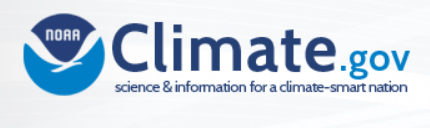 NOAA
Climate.gov
science & information for a climate-smart nation